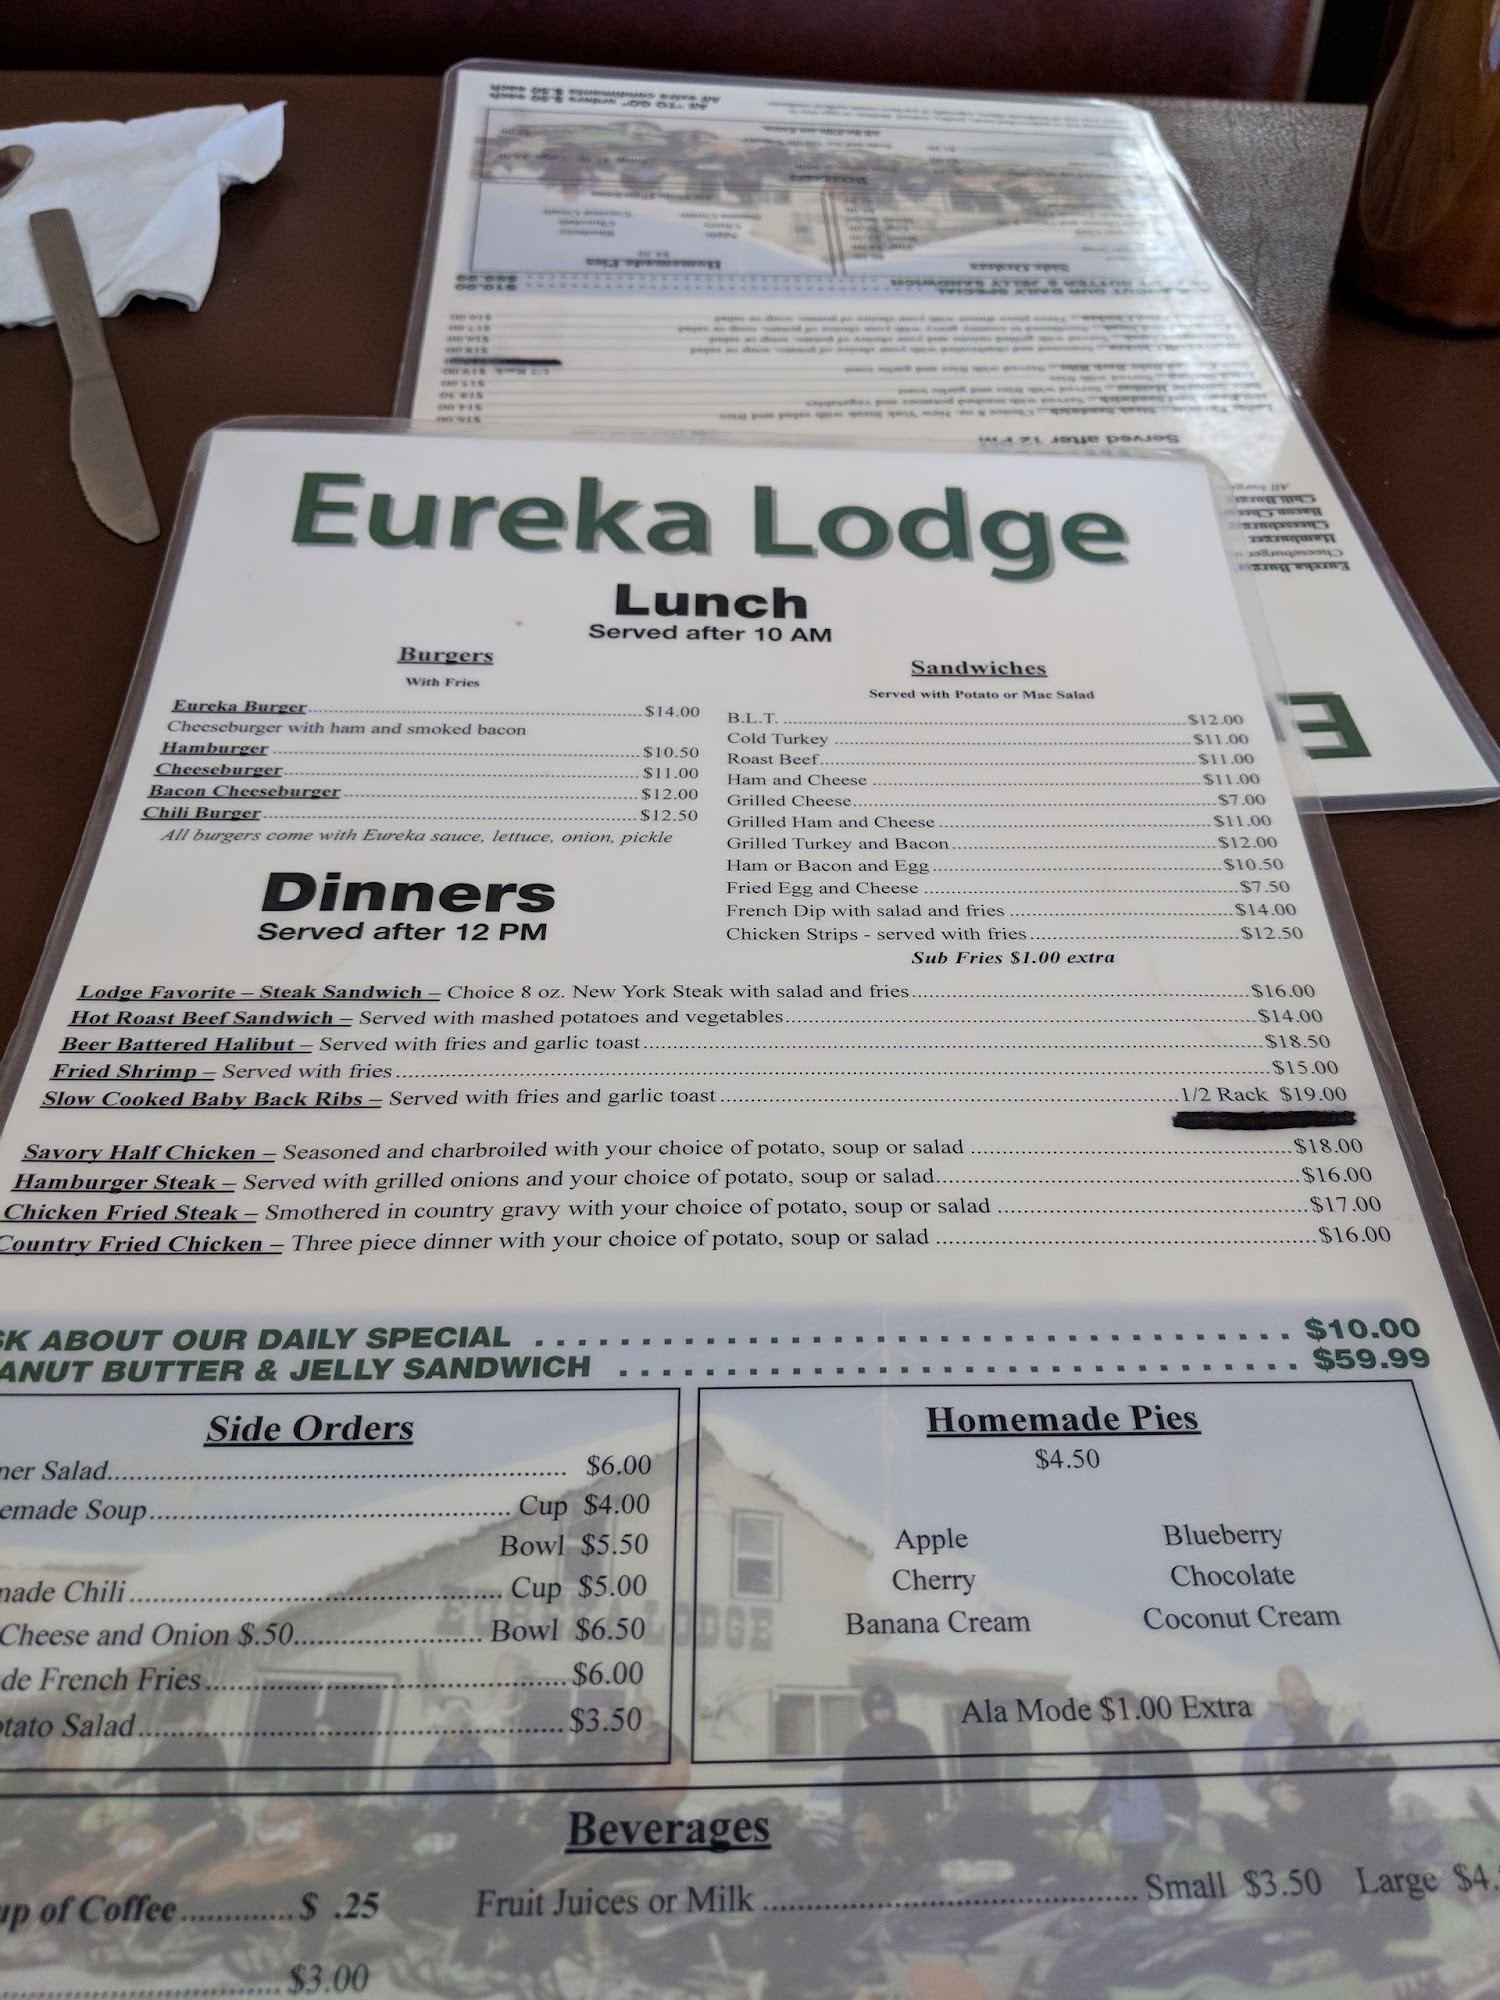 Eureka Lodge
Lunch
Served after 10 AM
Burgers
With Fries
Eureka Burger $14.00
Cheeseburger with ham and smoked bacon
Hamburger $10.50
Cheeseburger $11.00
Bacon Cheeseburger $12.00
Chili Burger $12.50
All burgers come with Eureka sauce, lettuce, onion, pickle
Sandwiches
Served with Potato or Mac Salad
B.L.T. $12.00
Cold Turkey $11.00
Roast Beef $11.00
Ham and Cheese $11.00
Grilled Cheese $7.00
Grilled Ham and Cheese $11.00
Grilled Turkey and Bacon $12.00
Ham or Bacon and Egg $10.50
Fried Egg and Cheese $7.50
French Dip with salad and fries $14.00
Chicken Strips - served with fries $12.50
Sub Fries $1.00 extra
Dinners
Served after 12 PM
Lodge Favorite – Steak Sandwich – Choice 8 oz. New York Steak with salad and fries $16.00
Hot Roast Beef Sandwich – Served with mashed potatoes and vegetables $14.00
Beer Battered Halibut – Served with fries and garlic toast $18.50
Fried Shrimp – Served with fries $15.00
Slow Cooked Baby Back Ribs – Served with fries and garlic toast 1/2 Rack $19.00
Savory Half Chicken – Seasoned and charbroiled with your choice of potato, soup or salad $18.00
Hamburger Steak – Served with grilled onions and your choice of potato, soup or salad $16.00
Chicken Fried Steak – Smothered in country gravy with your choice of potato, soup or salad $17.00
Country Fried Chicken – Three piece dinner with your choice of potato, soup or salad $16.00
SK ABOUT OUR DAILY SPECIAL $10.00
ANUT BUTTER & JELLY SANDWICH $59.99
Side Orders
ner Salad $6.00
emade Soup Cup $4.00
Bowl $5.50
made Chili Cup $5.00
Cheese and Onion $.50 Bowl $6.50
de French Fries $6.00
otato Salad $3.50
Homemade Pies
$4.50
Apple Blueberry
Cherry Chocolate
Banana Cream Coconut Cream
Ala Mode $1.00 Extra
Beverages
up of Coffee $ .25 Fruit Juices or Milk Small $3.50 Large $4.
$3.00